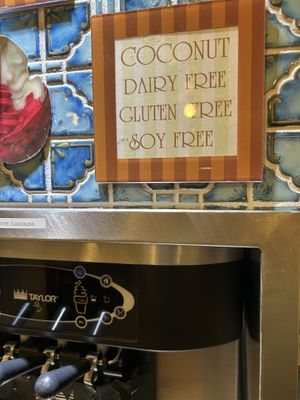 COCONUT
DAIRY FREE
GLUTEN FREE
SOY FREE
TAYLOR